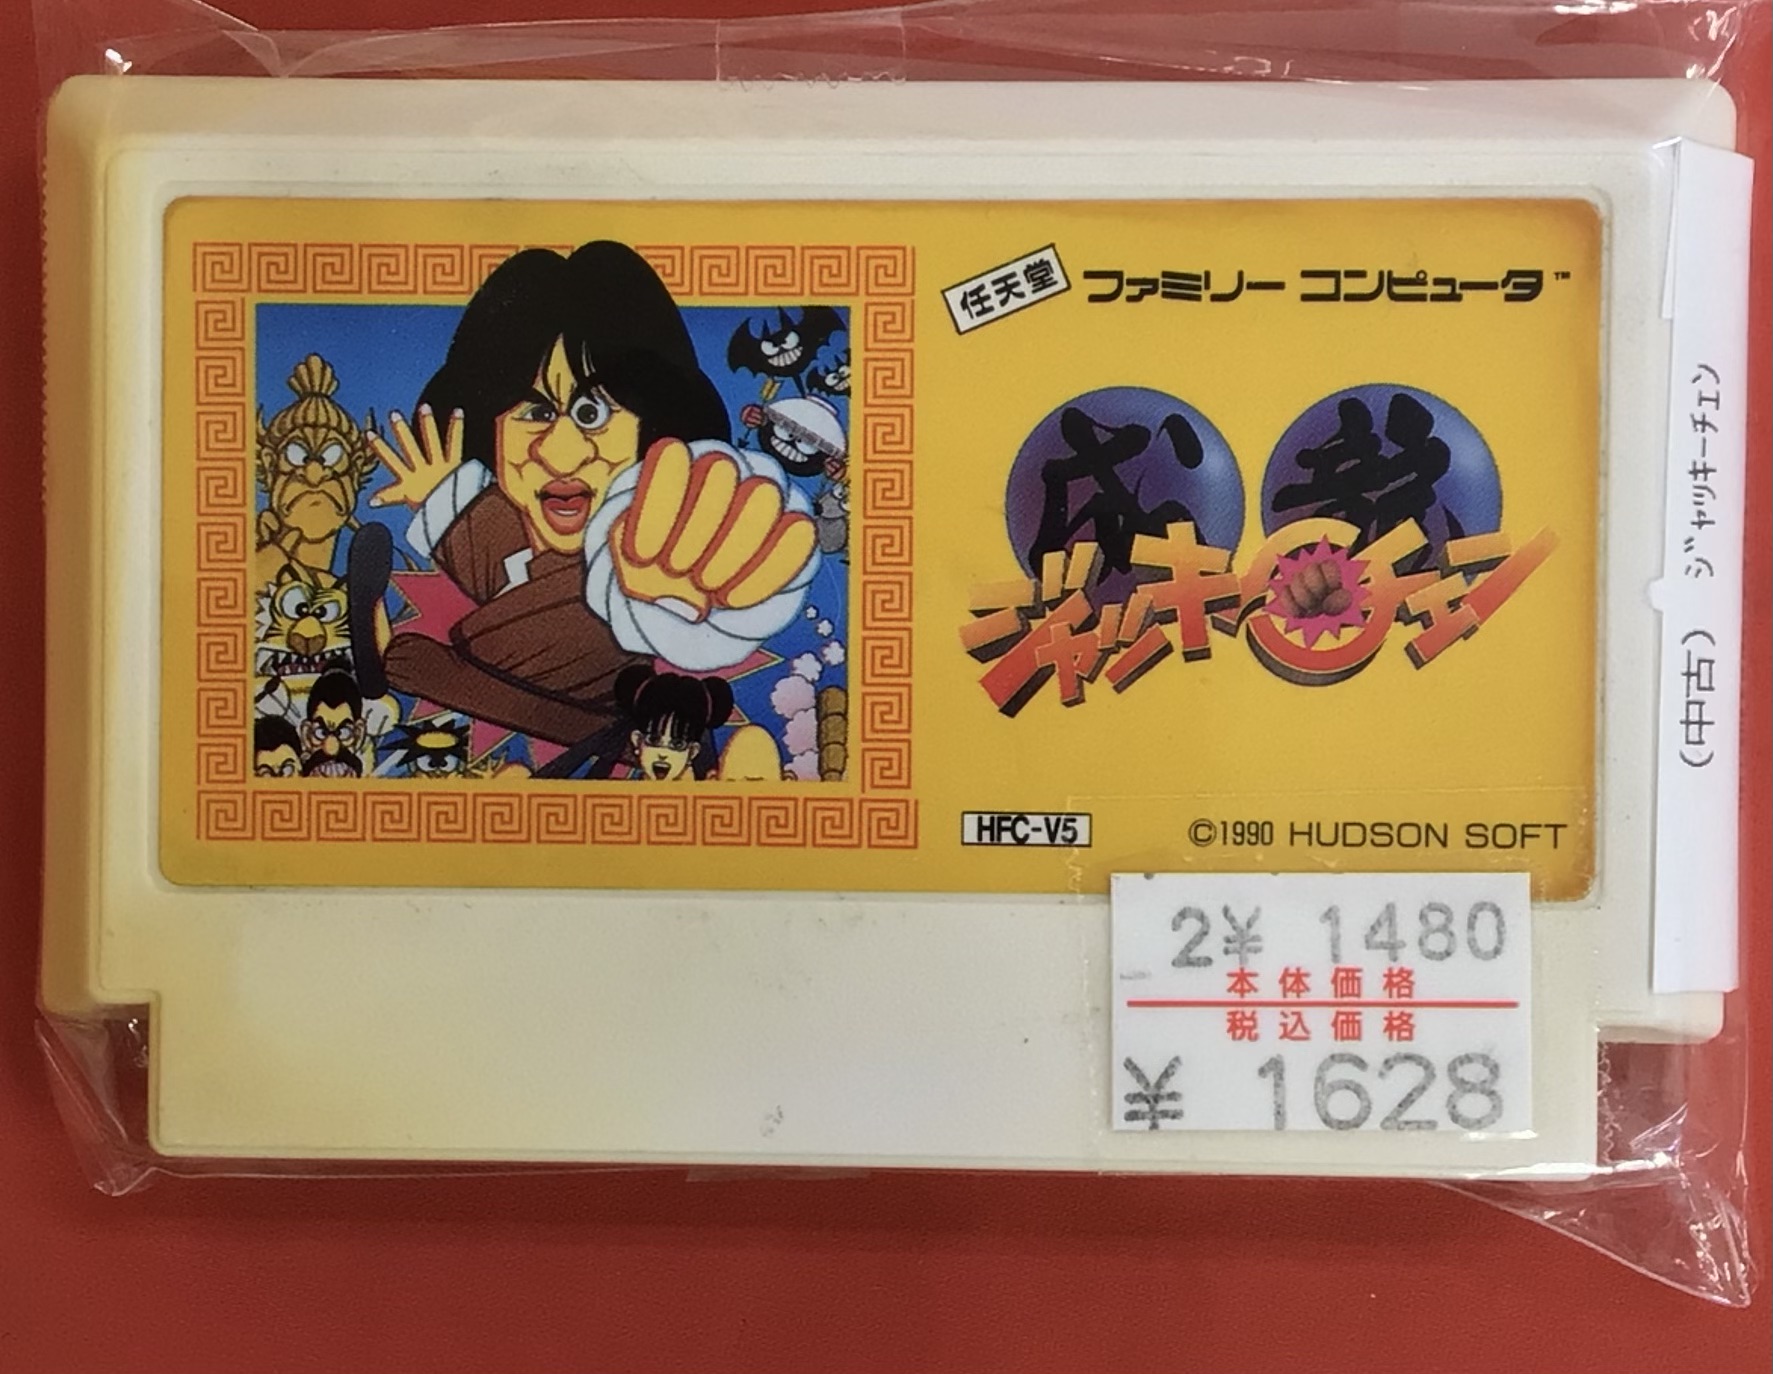 任天堂 ファミリーコンピュータ™
成龍
ジャッキーチェン
HFC-V5
©1990 HUDSON SOFT
2¥ 1480
本体価格
税込価格
¥ 1628
(中古) ジャッキーチェン